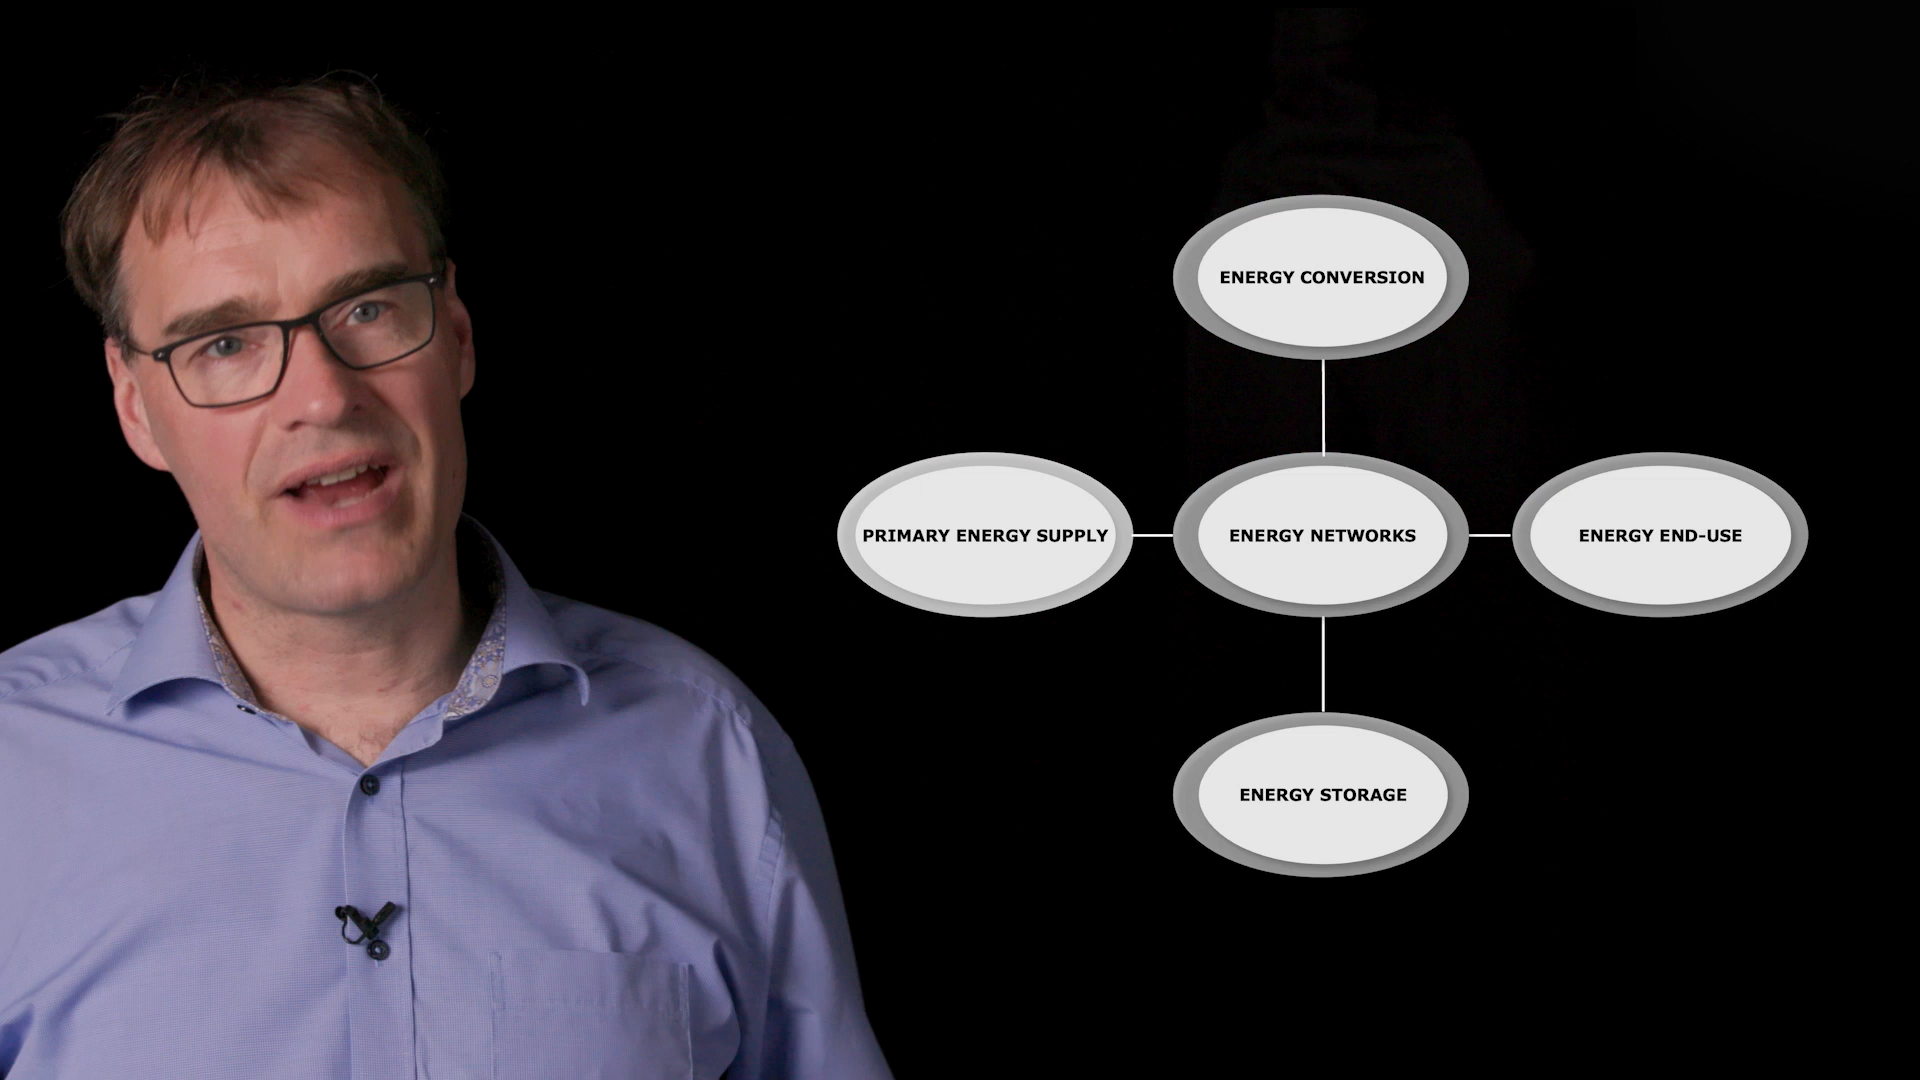 ENERGY CONVERSION
PRIMARY ENERGY SUPPLY
ENERGY NETWORKS
ENERGY END-USE
ENERGY STORAGE